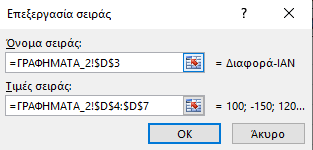 Επεξεργασία σειράς
Όνομα σειράς:
=ΓΡΑΦΗΜΑΤΑ_2!$D$3 = Διαφορά-ΙΑΝ
Τιμές σειράς:
=ΓΡΑΦΗΜΑΤΑ_2!$D$4:$D$7 = 100; -150; 120...
OK Άκυρο